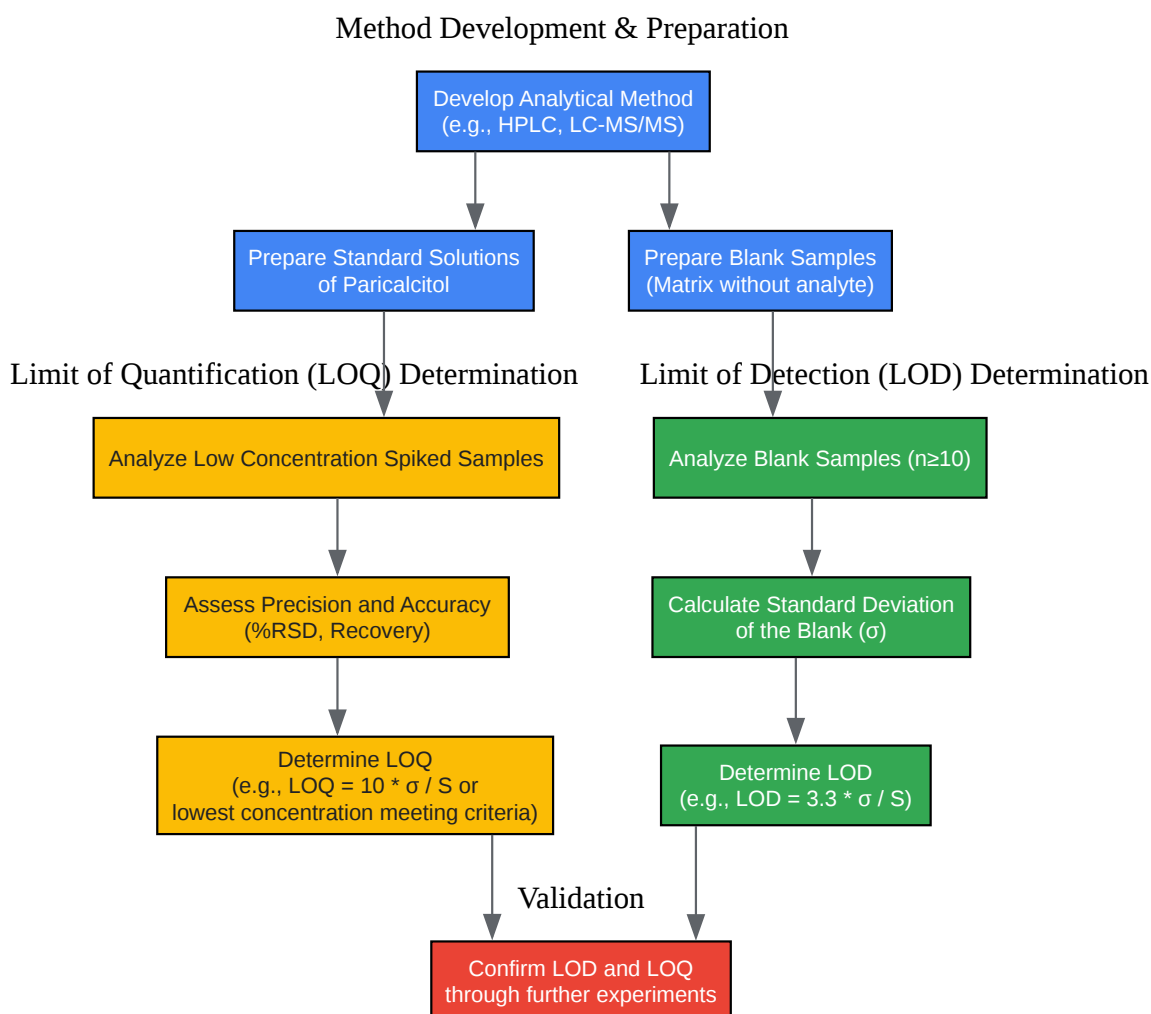 Method Development & Preparation
Develop Analytical Method
(e.g., HPLC, LC-MS/MS)
Prepare Standard Solutions
of Paricalcitol
Prepare Blank Samples
(Matrix without analyte)
Limit of Quantification (LOQ) Determination
Limit of Detection (LOD) Determination
Analyze Low Concentration Spiked Samples
Analyze Blank Samples (n≥10)
Assess Precision and Accuracy
(%RSD, Recovery)
Calculate Standard Deviation
of the Blank (σ)
Determine LOQ
(e.g., LOQ = 10 * σ / S or
lowest concentration meeting criteria)
Determine LOD
(e.g., LOD = 3.3 * σ / S)
Validation
Confirm LOD and LOQ
through further experiments